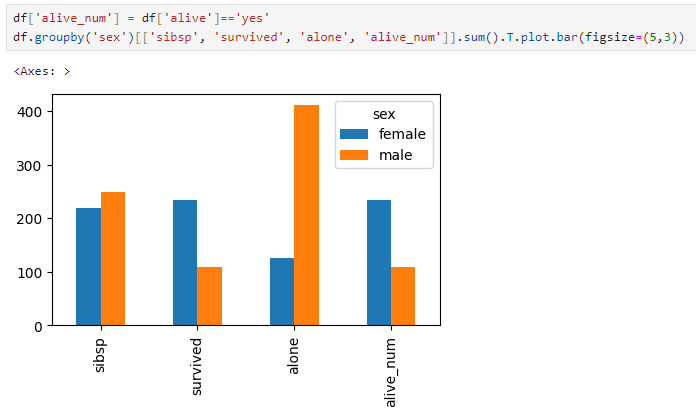 df['alive_num'] = df['alive']=='yes'
df.groupby('sex')[['sibsp', 'survived', 'alone', 'alive_num']].sum().T.plot.bar(figsize=(5,3))
<Axes: >
400
300
200
100
0
sex
female
male
sibsp
survived
alone
alive_num